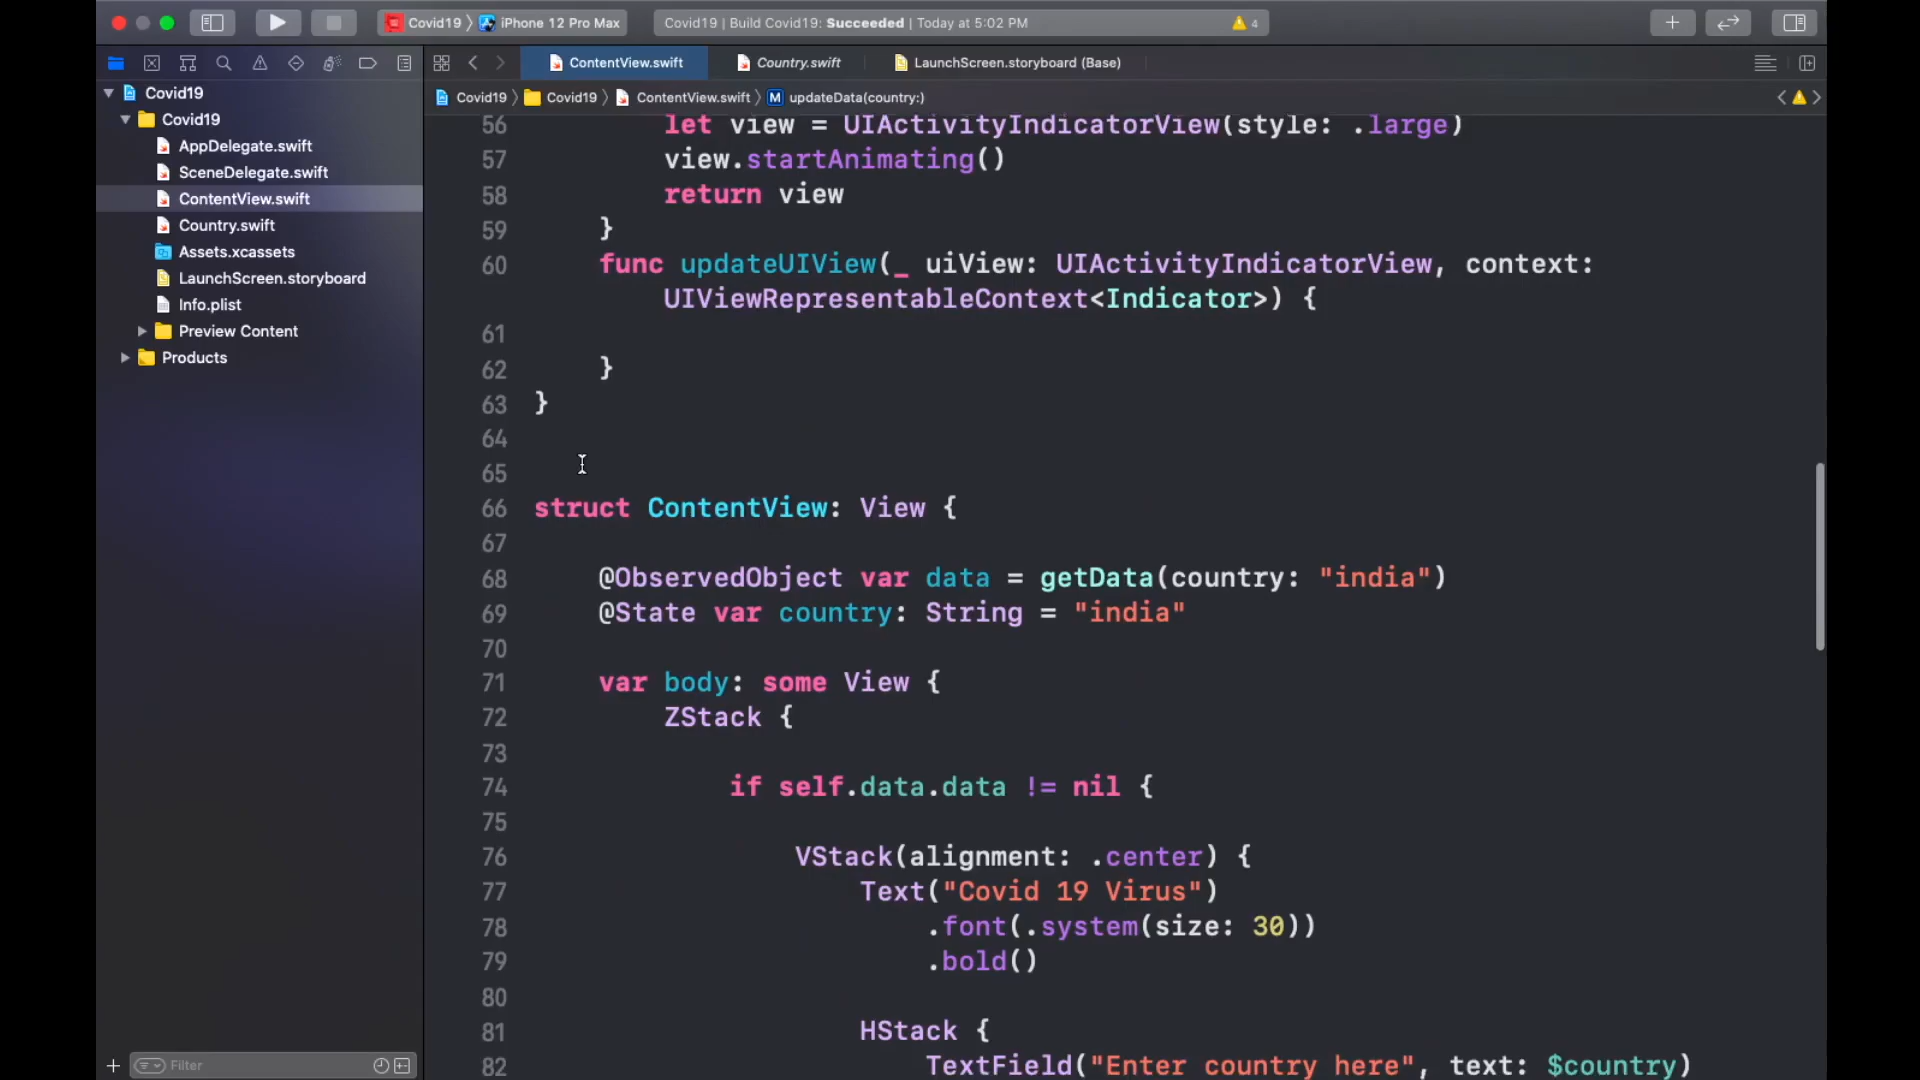 Covid19 〉 iPhone 12 Pro Max
Covid19 | Build Covid19: Succeeded | Today at 5:02 PM
4
ContentView.swift
Country.swift
LaunchScreen.storyboard (Base)
Covid19 〉 Covid19 〉 ContentView.swift 〉 M updateData(country:)
Covid19
Covid19
AppDelegate.swift
SceneDelegate.swift
ContentView.swift
Country.swift
Assets.xcassets
LaunchScreen.storyboard
Info.plist
Preview Content
Products
Filter
56 let view = UIActivityIndicatorView(style: .large)
57 view.startAnimating()
58 return view
59 }
60 func updateUIView(_ uiView: UIActivityIndicatorView, context:
UIViewRepresentableContext<Indicator>) {
61
62 }
63 }
64
65
66 struct ContentView: View {
67
68 @ObservedObject var data = getData(country: "india")
69 @State var country: String = "india"
70
71 var body: some View {
72 ZStack {
73
74 if self.data.data != nil {
75
76 VStack(alignment: .center) {
77 Text("Covid 19 Virus")
78 .font(.system(size: 30))
79 .bold()
80
81 HStack {
82 TextField("Enter country here", text: $country)